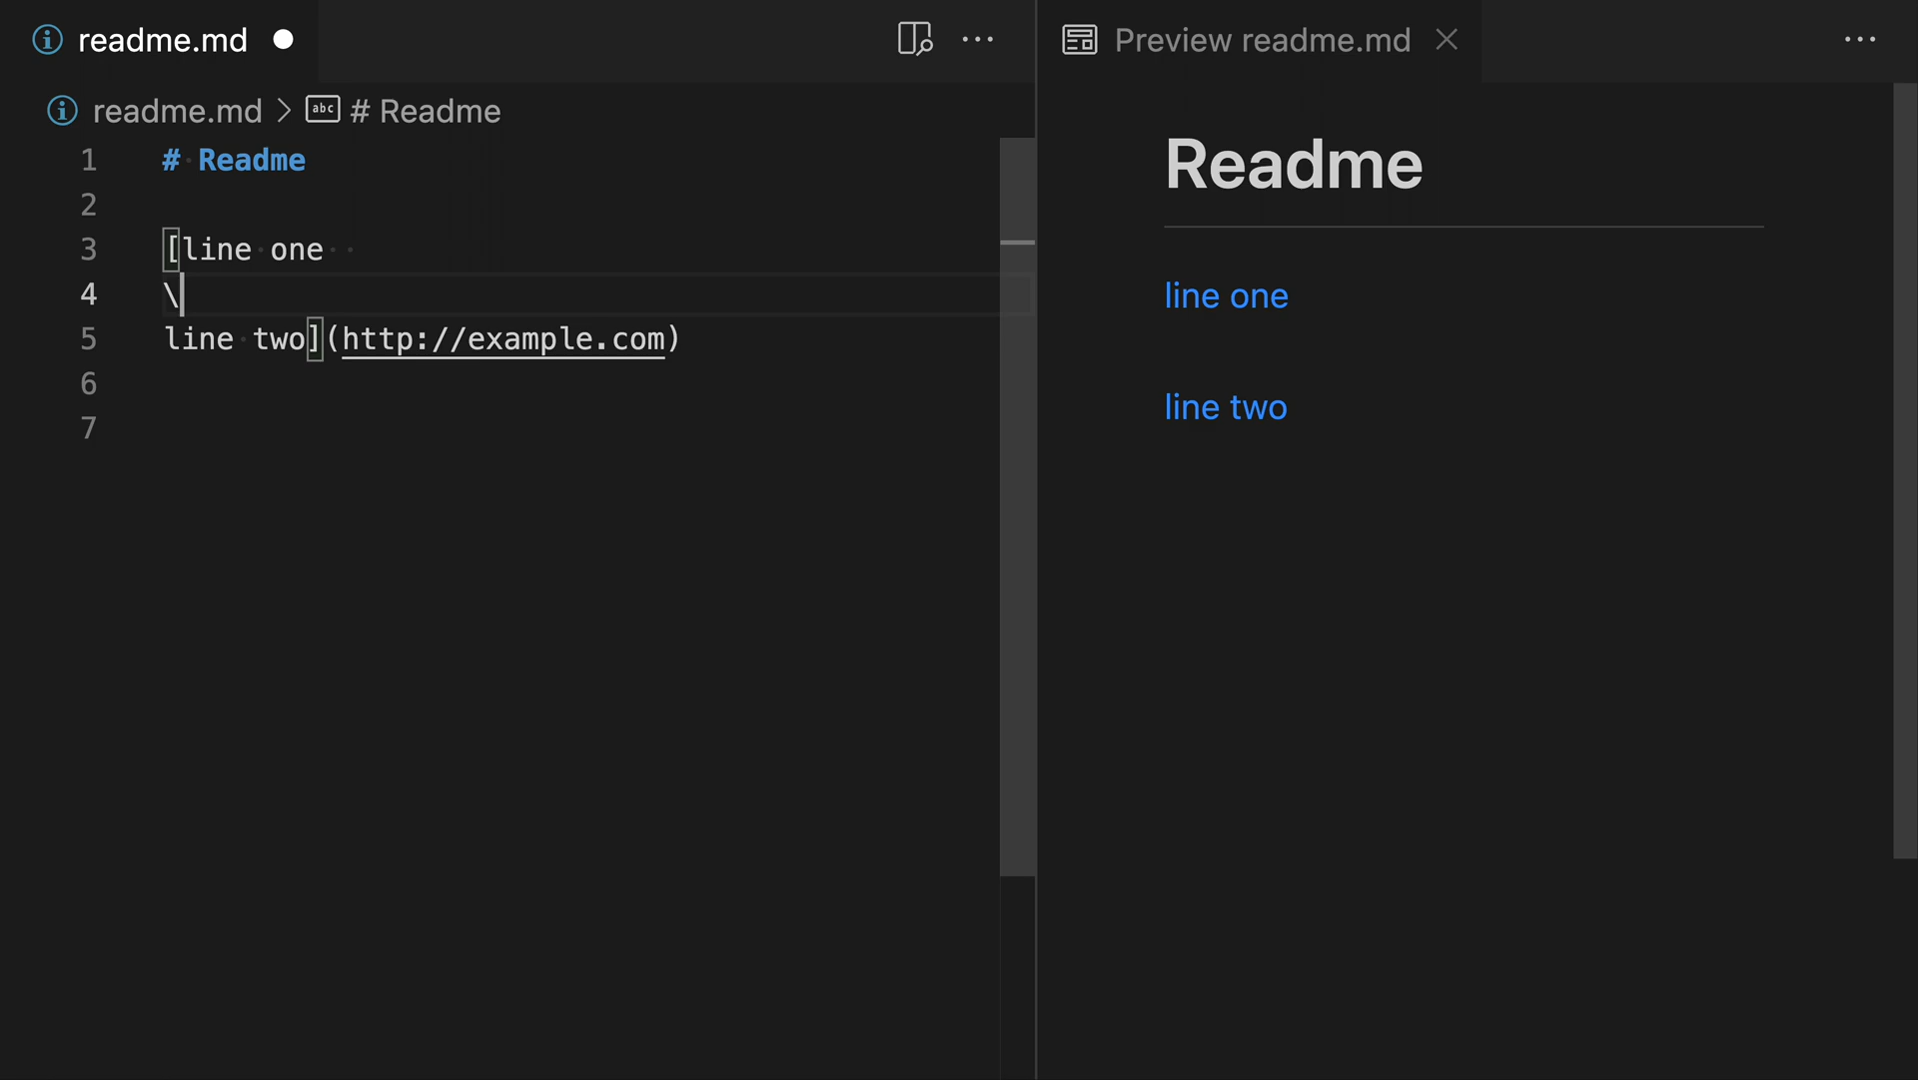 readme.md
Preview readme.md
readme.md > abc # Readme
1 # Readme
2
3 [line one
4 \
5 line two](http://example.com)
6
7
Readme
line one
line two